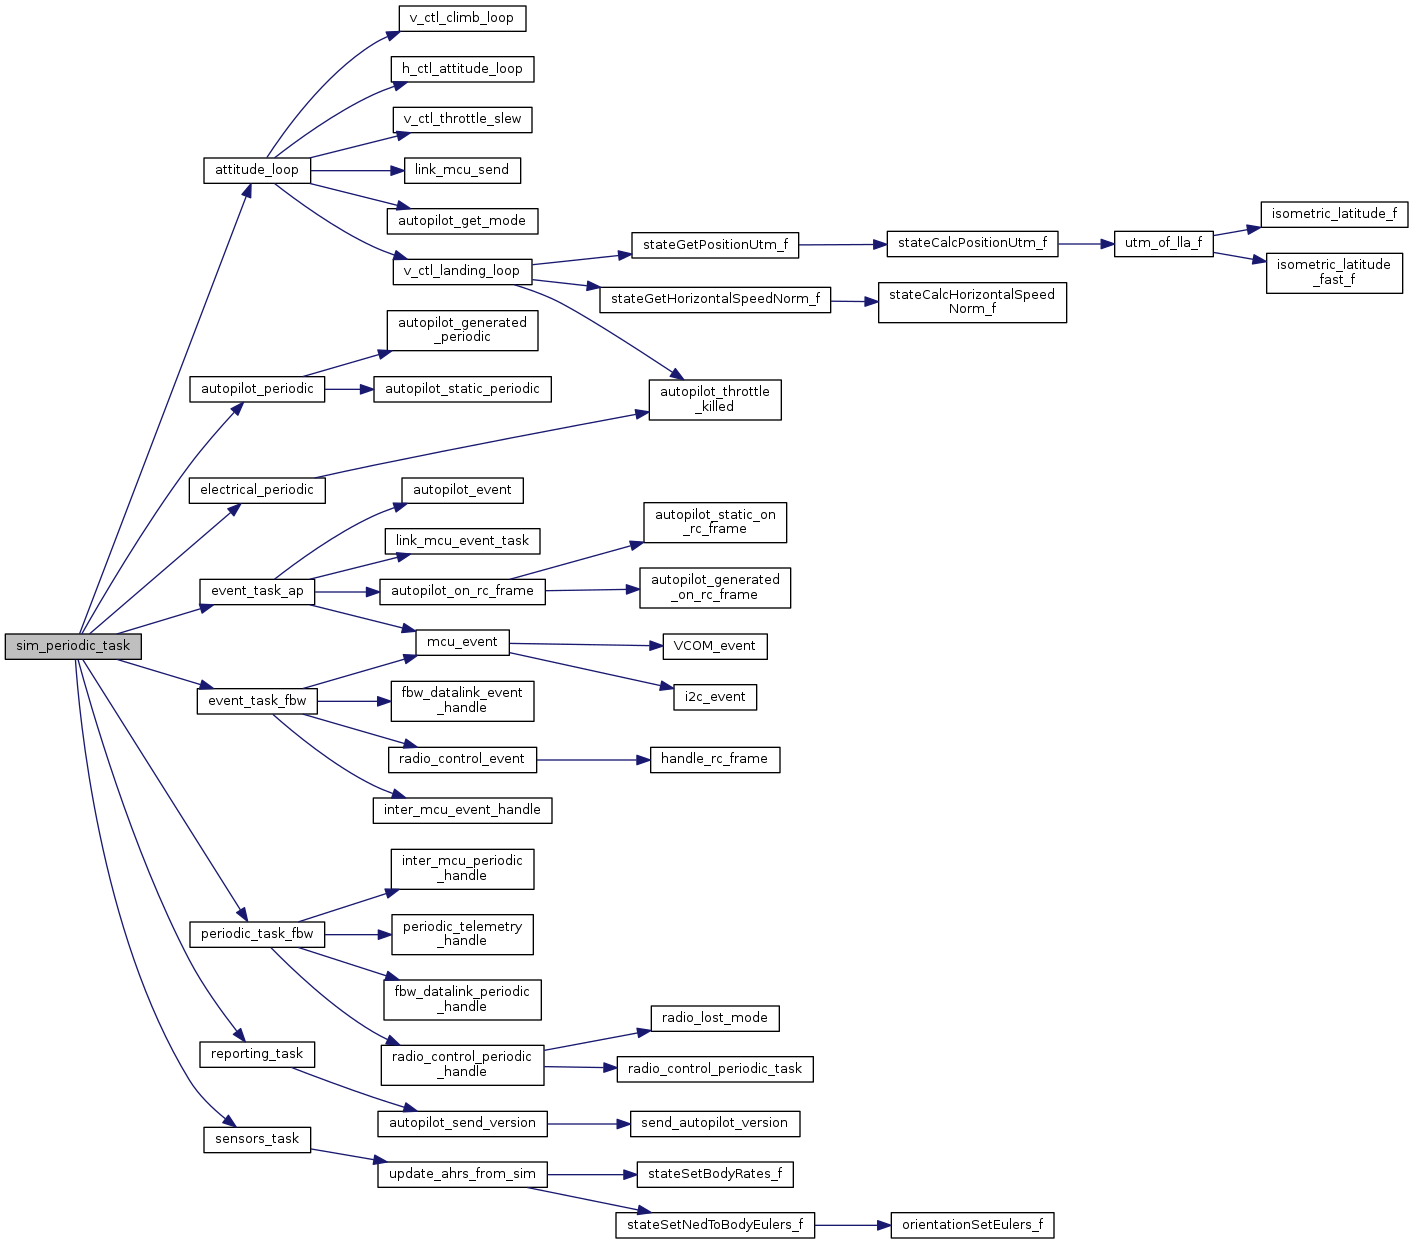 v_ctl_climb_loop
h_ctl_attitude_loop
v_ctl_throttle_slew
attitude_loop
link_mcu_send
autopilot_get_mode
isometric_latitude_f
stateGetPositionUtm_f
stateCalcPositionUtm_f
utm_of_lla_f
v_ctl_landing_loop
isometric_latitude
_fast_f
stateGetHorizontalSpeedNorm_f
stateCalcHorizontalSpeed
Norm_f
autopilot_generated
_periodic
autopilot_periodic
autopilot_static_periodic
autopilot_throttle
_killed
electrical_periodic
autopilot_event
autopilot_static_on
_rc_frame
link_mcu_event_task
event_task_ap
autopilot_on_rc_frame
autopilot_generated
_on_rc_frame
sim_periodic_task
mcu_event
VCOM_event
event_task_fbw
fbw_datalink_event
_handle
i2c_event
radio_control_event
handle_rc_frame
inter_mcu_event_handle
inter_mcu_periodic
_handle
periodic_task_fbw
periodic_telemetry
_handle
fbw_datalink_periodic
_handle
radio_lost_mode
reporting_task
radio_control_periodic
_handle
radio_control_periodic_task
autopilot_send_version
send_autopilot_version
sensors_task
update_ahrs_from_sim
stateSetBodyRates_f
stateSetNedToBodyEulers_f
orientationSetEulers_f